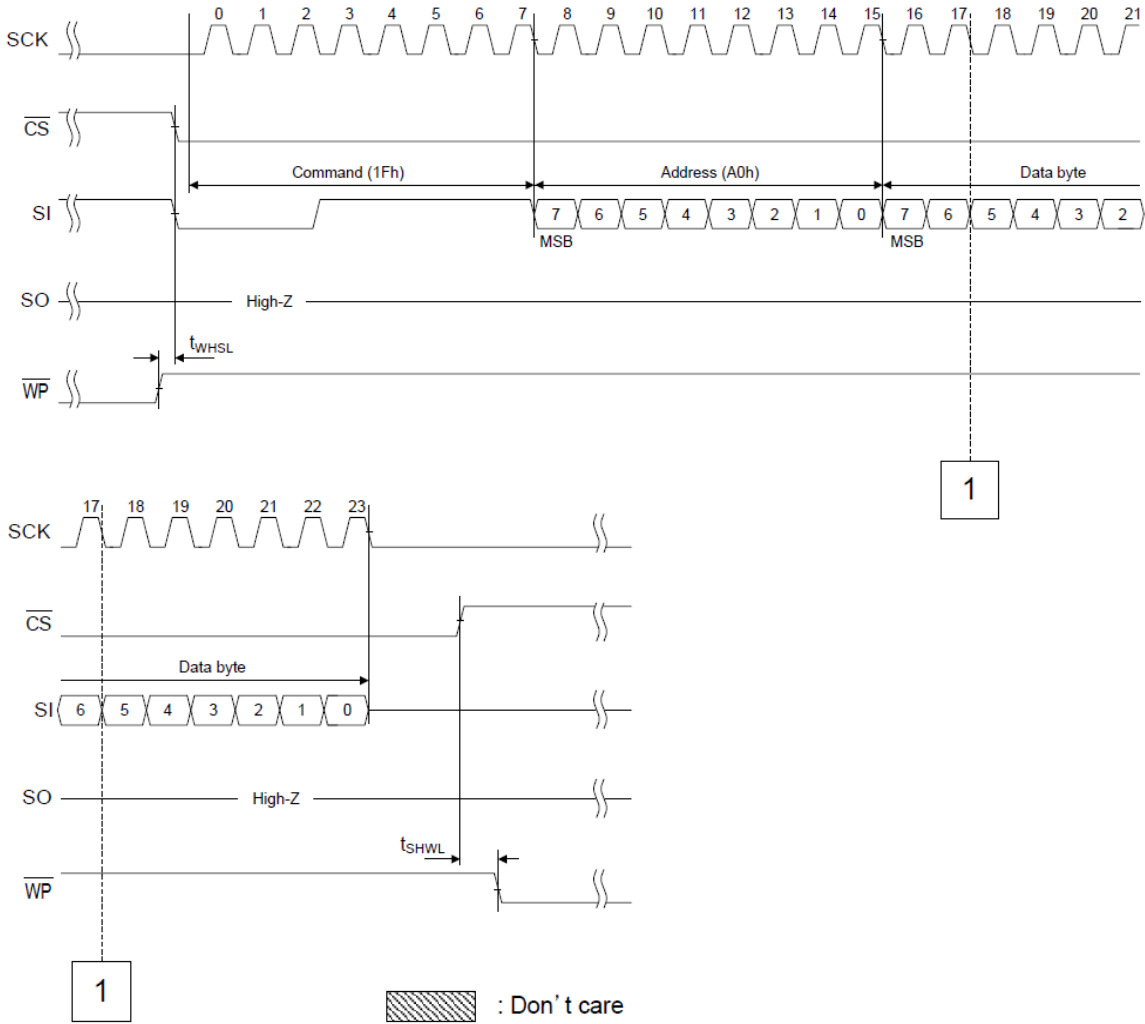 0 1 2 3 4 5 6 7 8 9 10 11 12 13 14 15 16 17 18 19 20 21
SCK
CS
Command (1Fh) Address (A0h) Data byte
SI 7 6 5 4 3 2 1 0 7 6 5 4 3 2
MSB MSB
SO High-Z
tWHSL
WP
1
17 18 19 20 21 22 23
SCK
CS
Data byte
SI 6 5 4 3 2 1 0
SO High-Z
tSHWL
WP
1
: Don't care